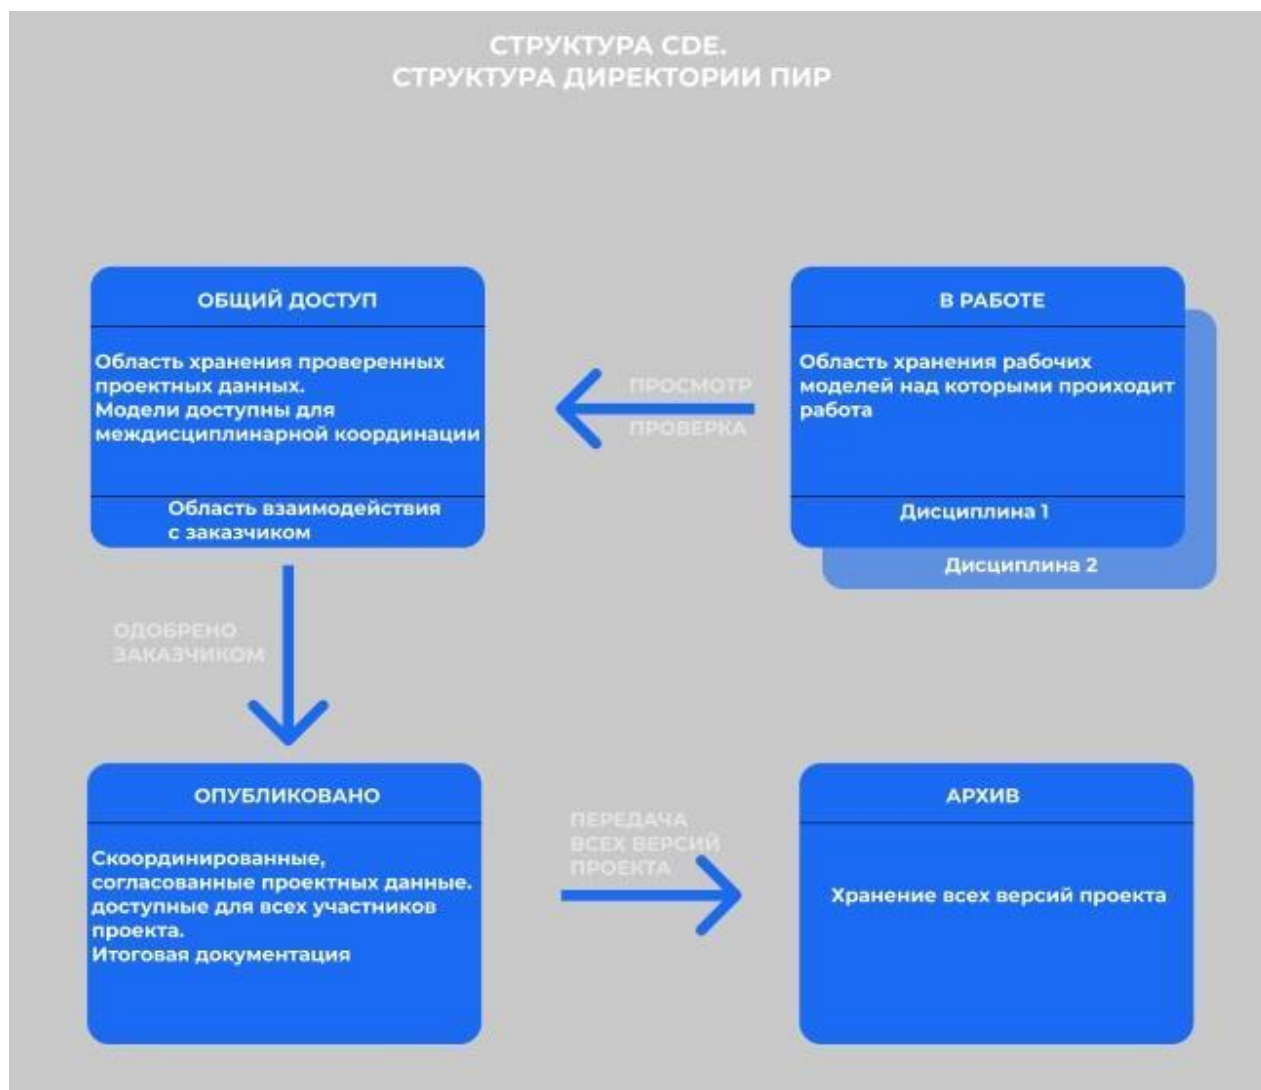 СТРУКТУРА CDE.
СТРУКТУРА ДИРЕКТОРИИ ПИР
ОБЩИЙ ДОСТУП
Область хранения проверенных
проектных данных.
Модели доступны для
междисциплинарной координации
Область взаимодействия
с заказчиком
ПРОСМОТР
ПРОВЕРКА
В РАБОТЕ
Область хранения рабочих
моделей над которыми проиходит
работа
Дисциплина 1
Дисциплина 2
ОДОБРЕНО
ЗАКАЗЧИКОМ
ОПУБЛИКОВАНО
Скоординированные,
согласованные проектных данные.
доступные для всех участников
проекта.
Итоговая документация
ПЕРЕДАЧА
ВСЕХ ВЕРСИЙ
ПРОЕКТА
АРХИВ
Хранение всех версий проекта